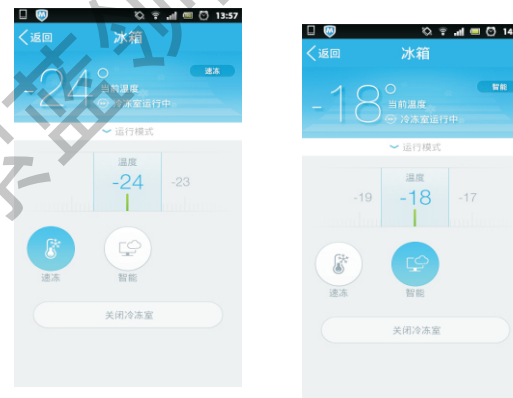 13:57
返回
冰箱
-24°
当前温度
冷冻室运行中
速冻
运行模式
温度
-24
-23
速冻
智能
关闭冷冻室
14
返回
冰箱
-18°
当前温度
冷冻室运行中
智能
运行模式
温度
-19
-18
-17
速冻
智能
关闭冷冻室